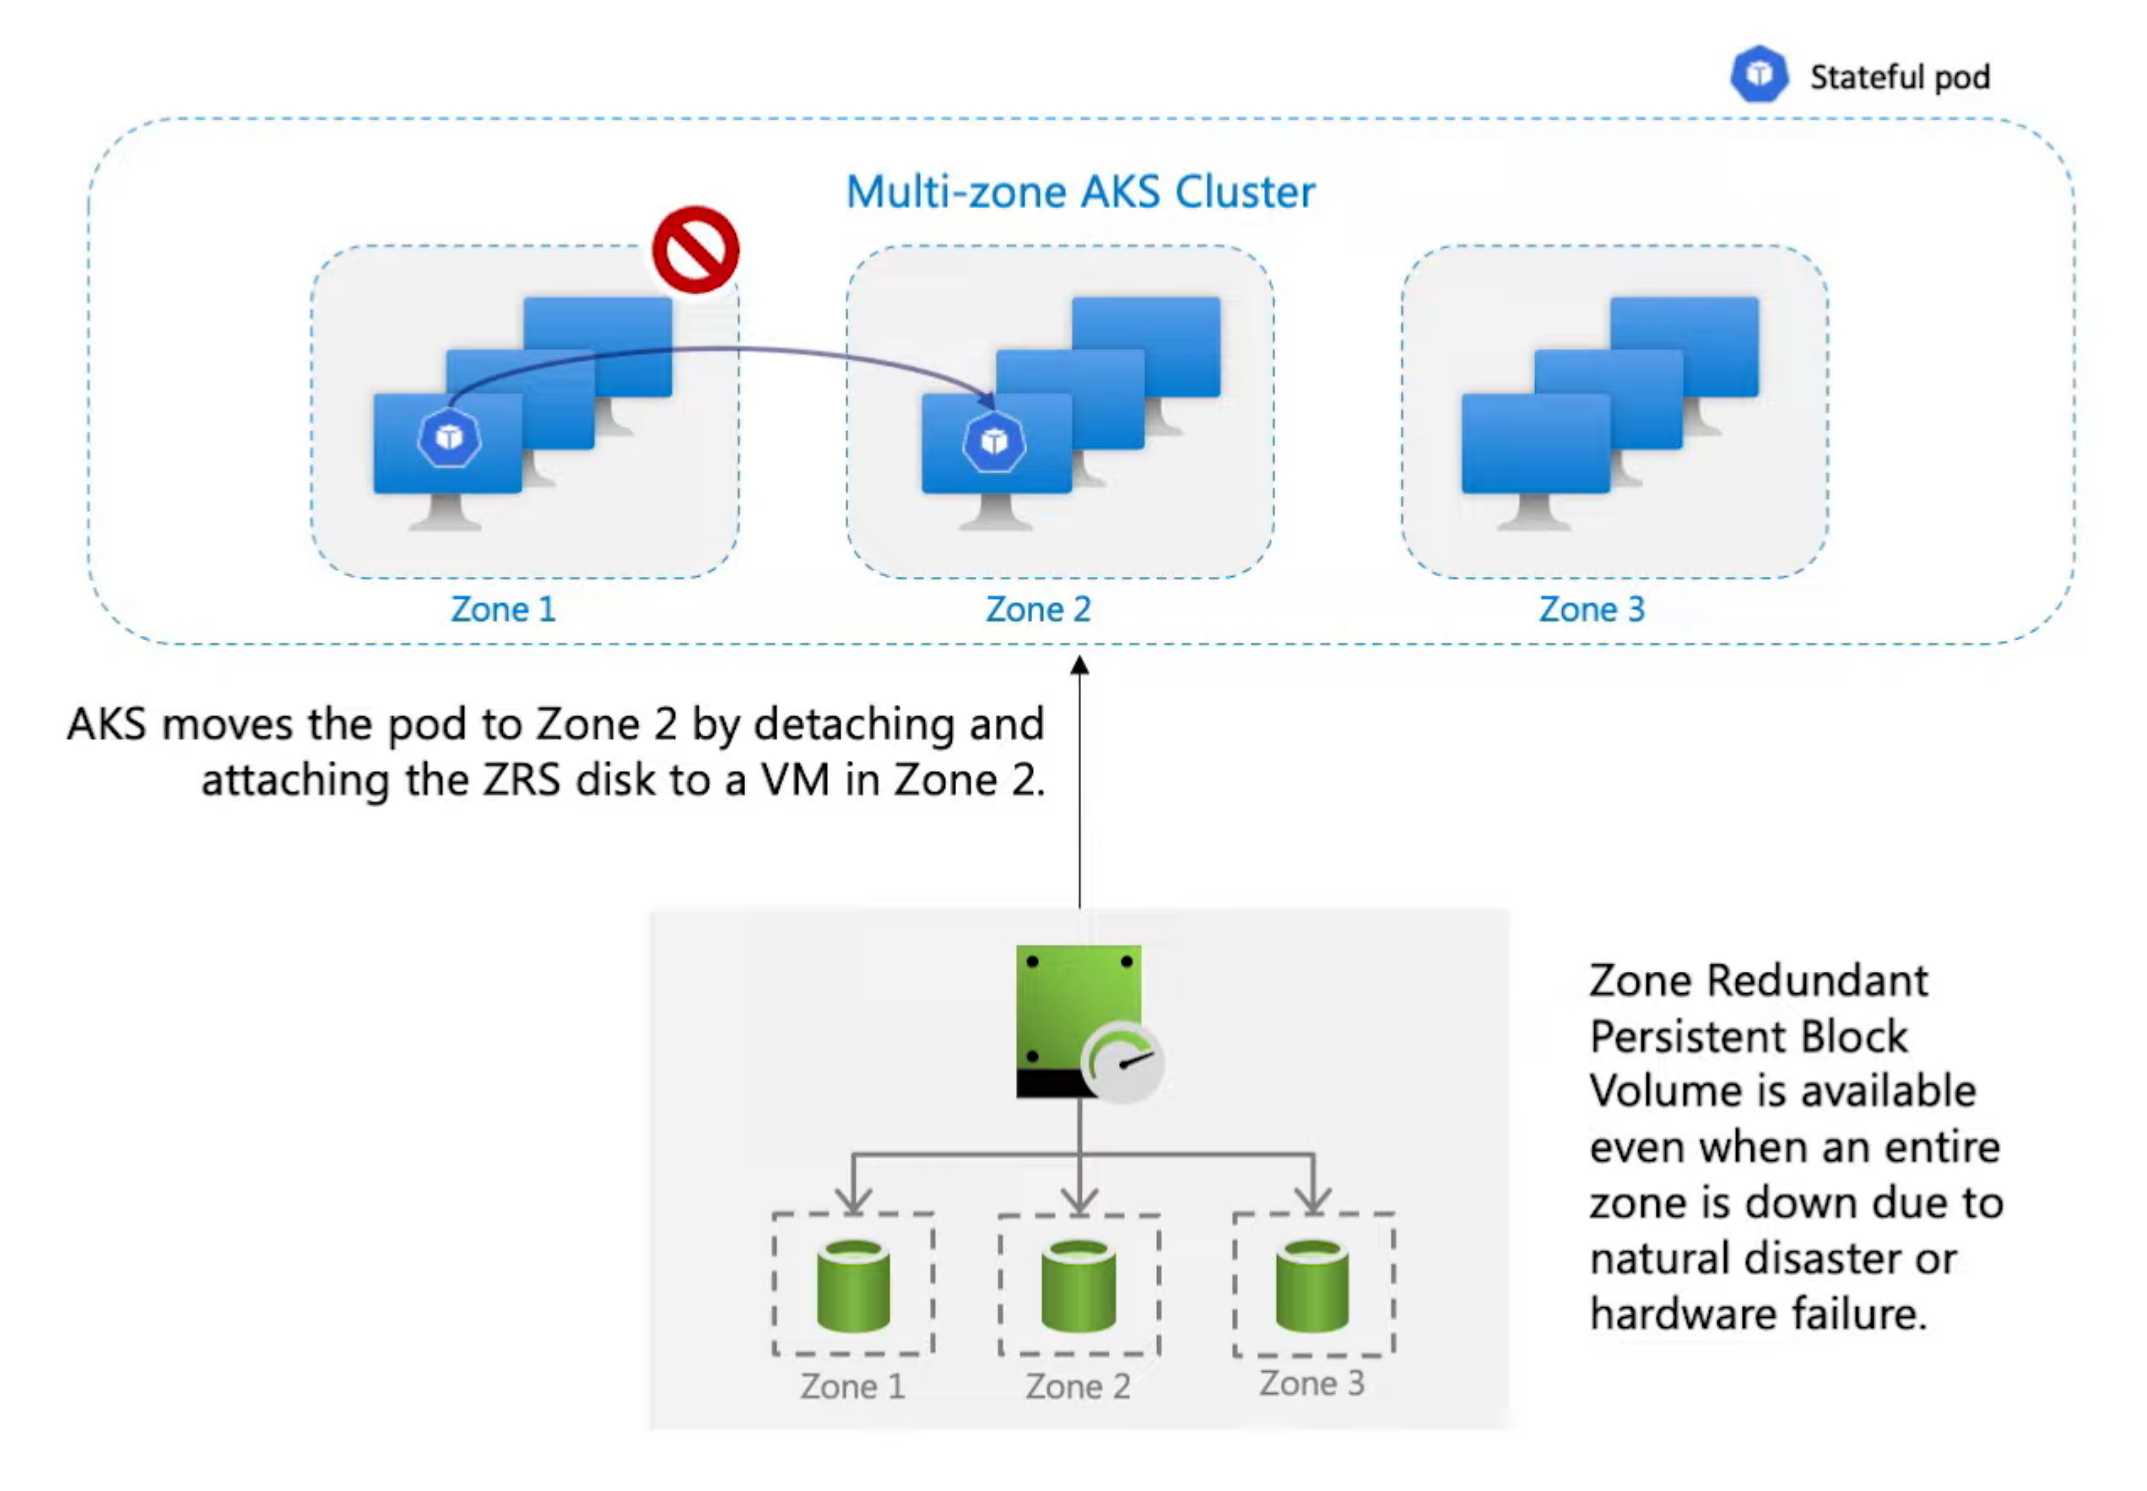 Stateful pod
Multi-zone AKS Cluster
Zone 1
Zone 2
Zone 3
AKS moves the pod to Zone 2 by detaching and
attaching the ZRS disk to a VM in Zone 2.
Zone Redundant
Persistent Block
Volume is available
even when an entire
zone is down due to
natural disaster or
hardware failure.
Zone 1
Zone 2
Zone 3